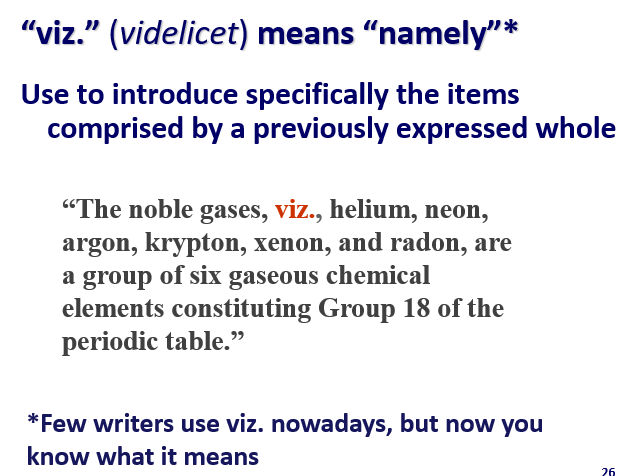 “viz.” (videlicet) means “namely”*
Use to introduce specifically the items
comprised by a previously expressed whole
“The noble gases, viz., helium, neon,
argon, krypton, xenon, and radon, are
a group of six gaseous chemical
elements constituting Group 18 of the
periodic table.”
*Few writers use viz. nowadays, but now you
know what it means
26